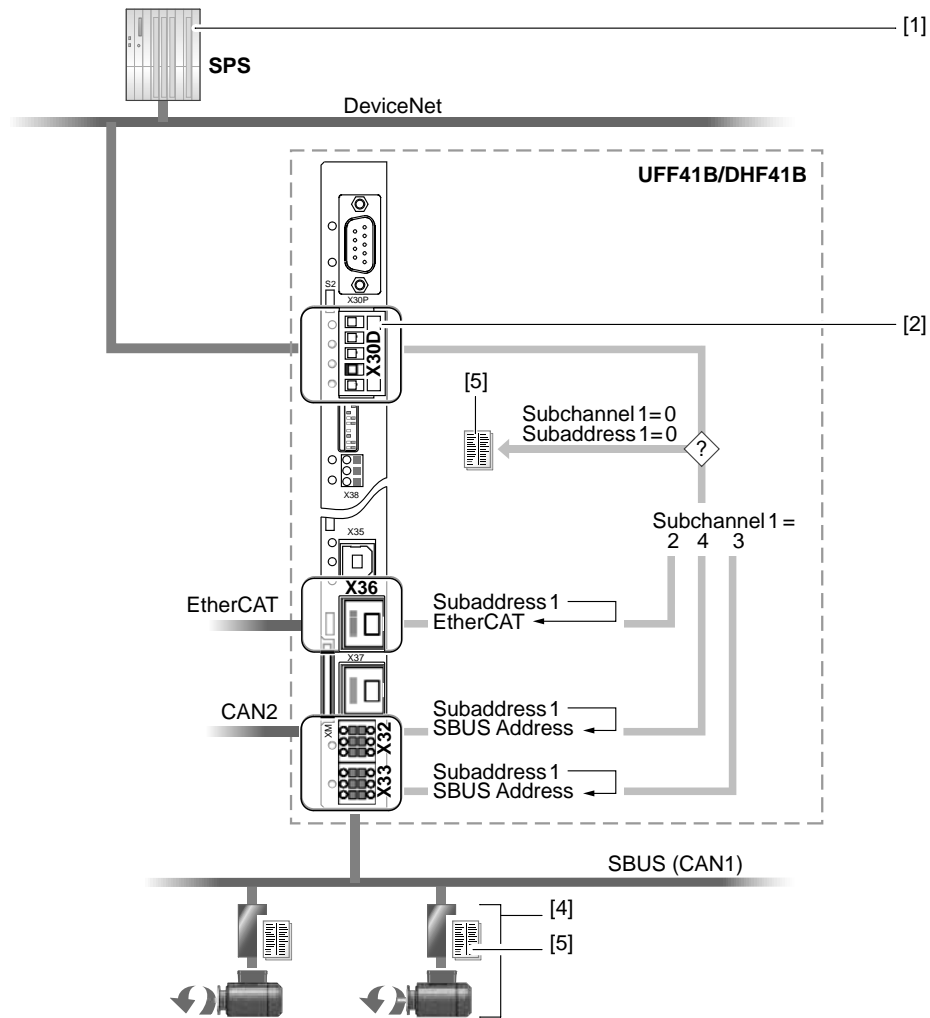 [1]
SPS
DeviceNet
UFF41B/DHF41B
S2
X30P
[2]
X30D
[5]
Subchannel 1=0
Subaddress 1=0
?
X38
Subchannel 1=
2 4 3
X35
X36
EtherCAT
Subaddress 1
EtherCAT
X37
CAN2
XM
X32
Subaddress 1
SBUS Address
X33
Subaddress 1
SBUS Address
SBUS (CAN1)
[4]
[5]